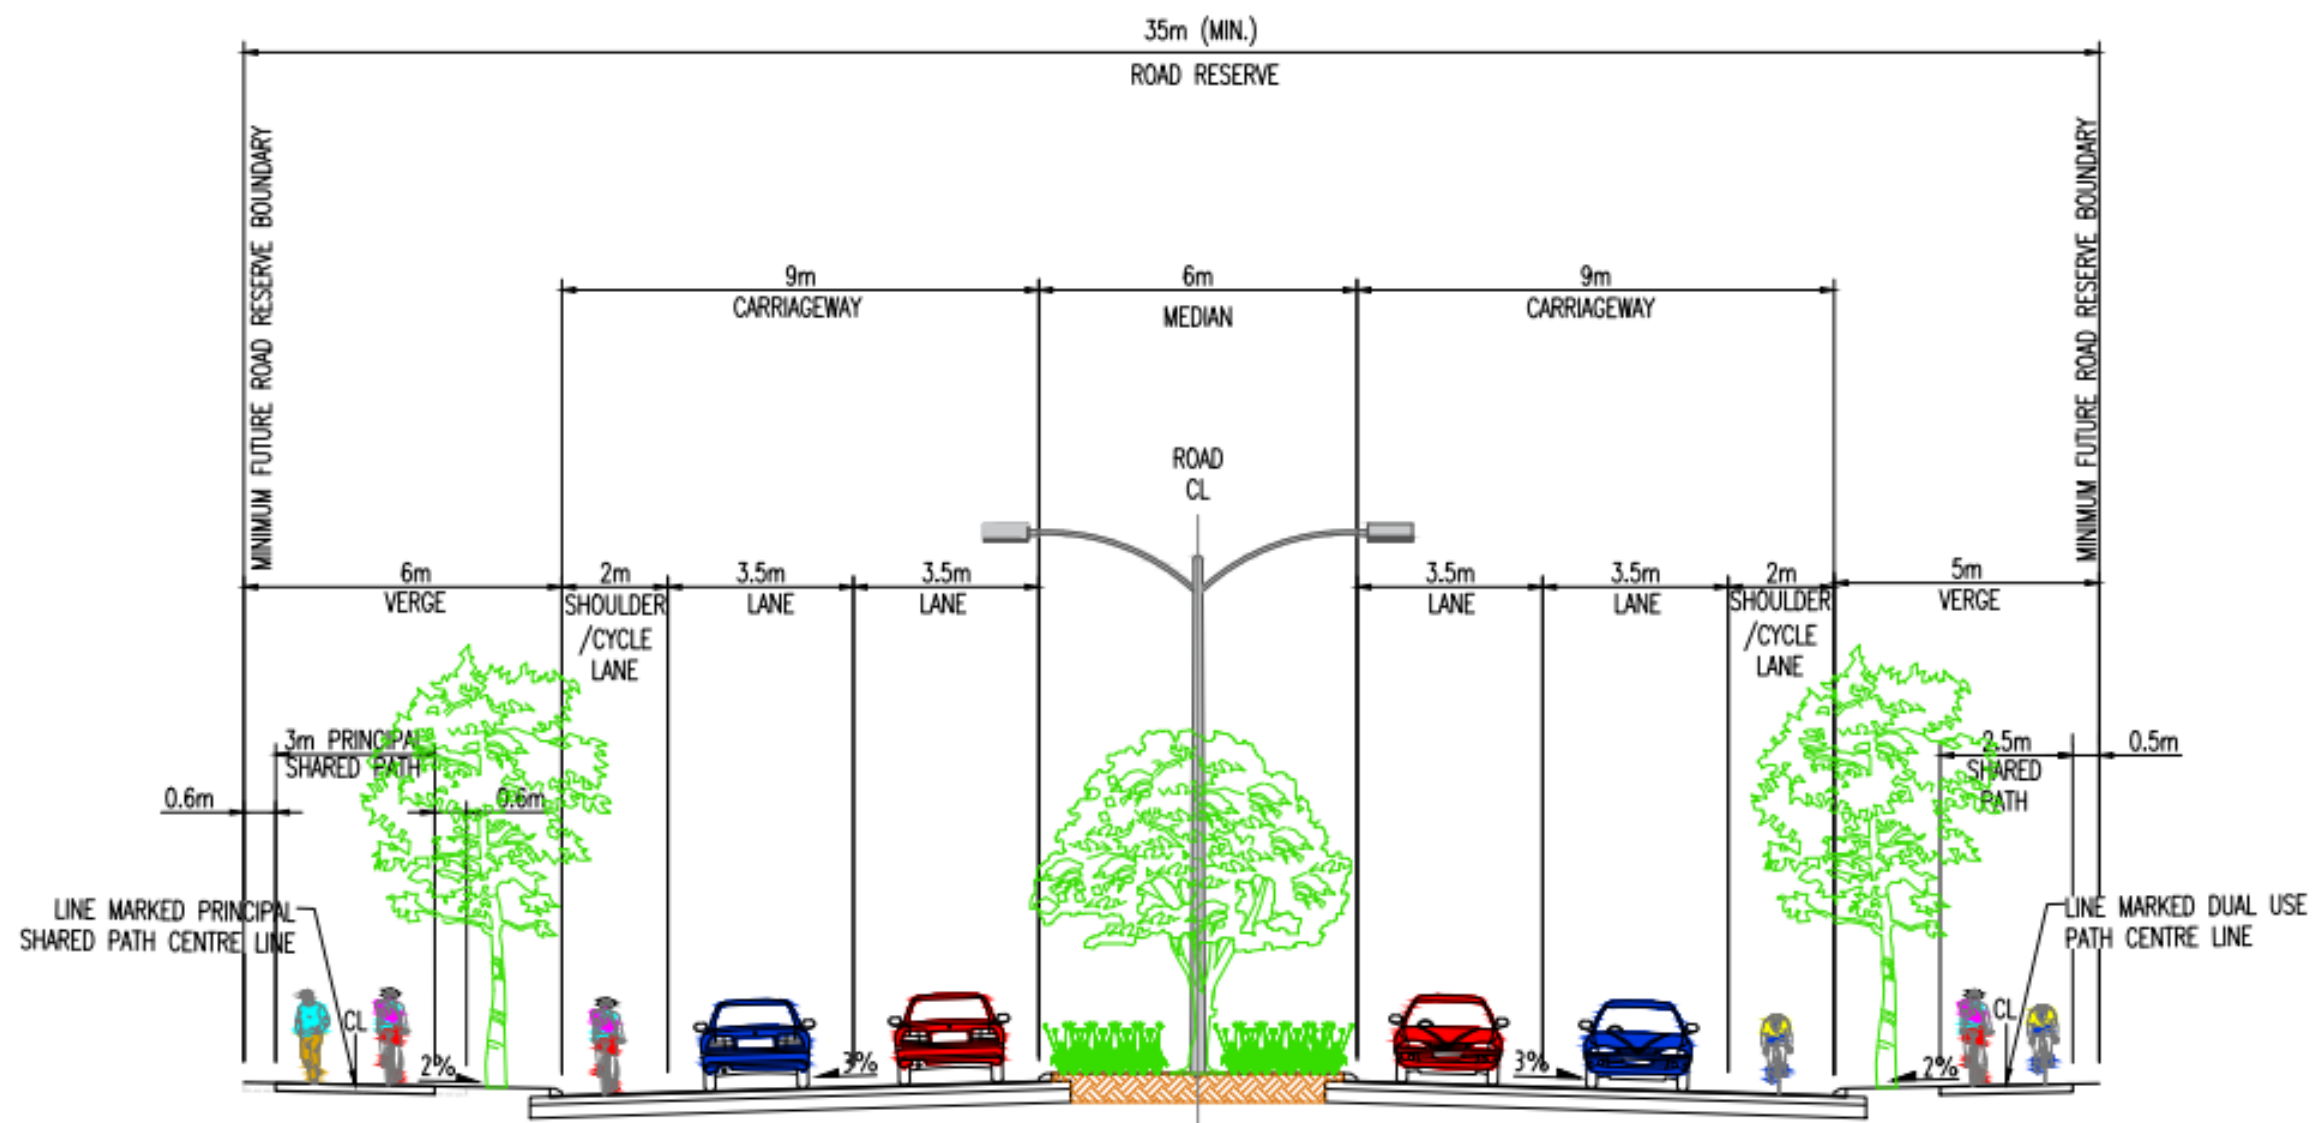 35m (MIN.)
ROAD RESERVE
MINIMUM FUTURE ROAD RESERVE BOUNDARY
MINIMUM FUTURE ROAD RESERVE BOUNDARY
9m
CARRIAGEWAY
6m
MEDIAN
9m
CARRIAGEWAY
ROAD
CL
6m
VERGE
2m
SHOULDER
/CYCLE
LANE
3.5m
LANE
3.5m
LANE
3.5m
LANE
3.5m
LANE
2m
SHOULDER
/CYCLE
LANE
5m
VERGE
3m PRINCIPAL
SHARED PATH
0.6m
0.6m
2.5m
SHARED
PATH
0.5m
LINE MARKED PRINCIPAL
SHARED PATH CENTRE LINE
LINE MARKED DUAL USE
PATH CENTRE LINE
CL
2%
3%
3%
2%
CL